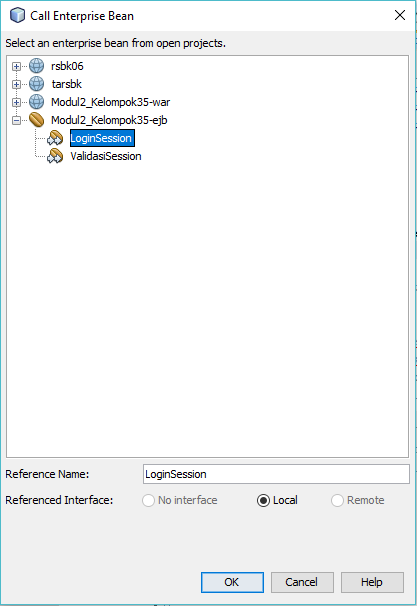 Call Enterprise Bean
Select an enterprise bean from open projects.
rsbk06
tarsbk
Modul2_Kelompok35-war
Modul2_Kelompok35-ejb
LoginSession
ValidasiSession
Reference Name: LoginSession
Referenced Interface: No interface Local Remote
OK Cancel Help